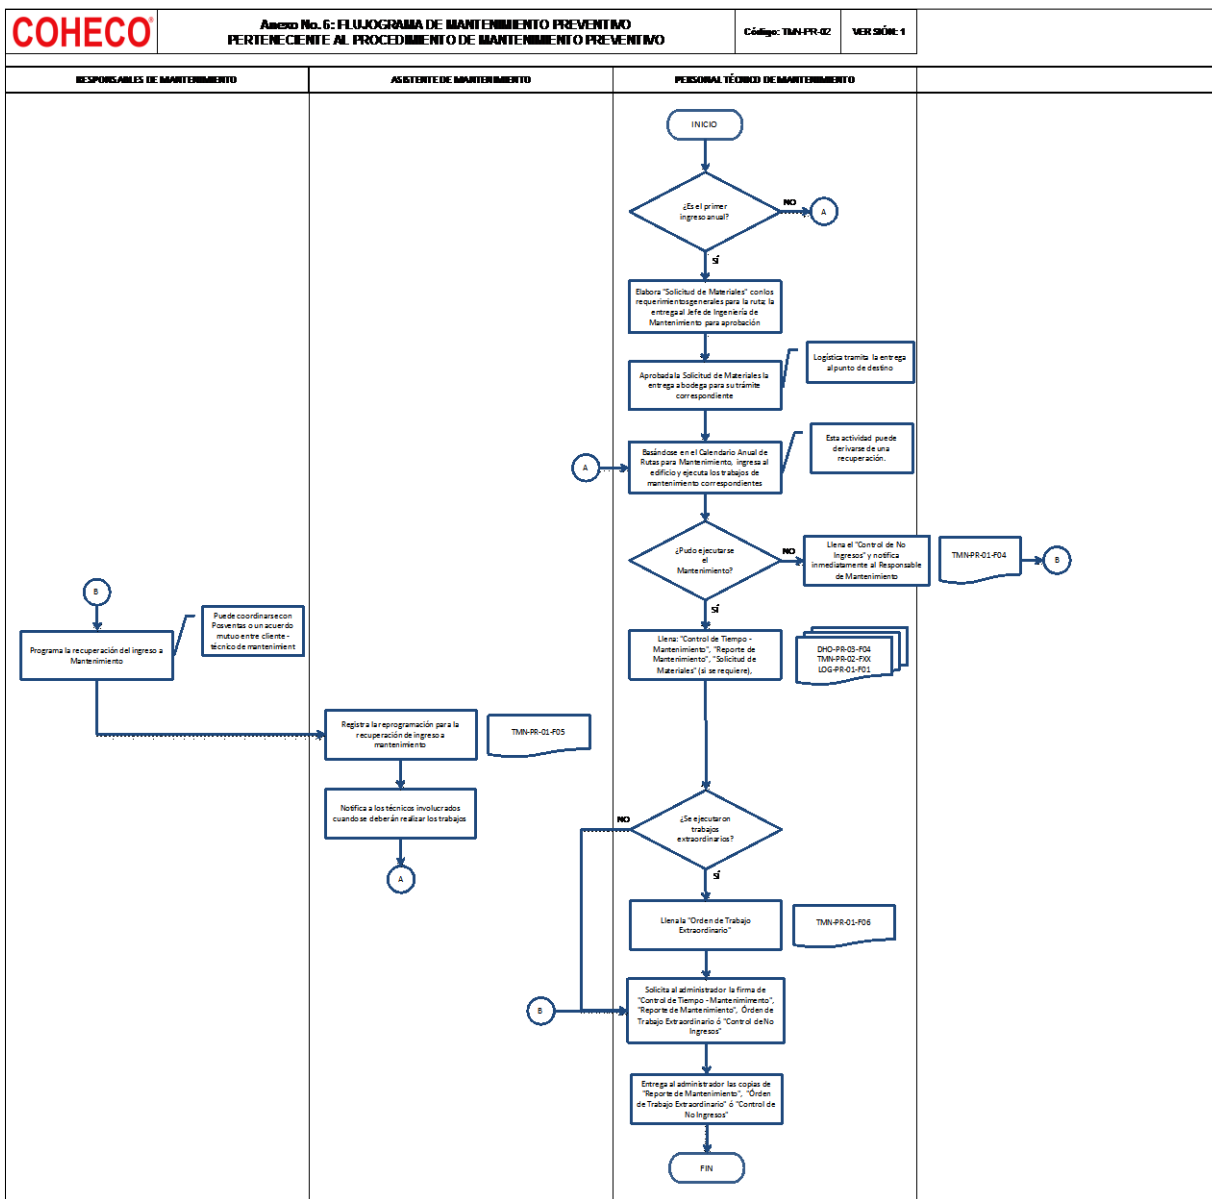 COHECO
Anexo No. 6: FLUJOGRAMA DE MANTENIMIENTO PREVENTIVO
PERTENECIENTE AL PROCEDIMIENTO DE MANTENIMIENTO PREVENTIVO
Código: TMN-PR-02
VERSIÓN: 1
RESPONSABLES DE MANTENIMIENTO
ASISTENTE DE MANTENIMIENTO
PERSONAL TÉCNICO DE MANTENIMIENTO
INICIO
¿Es el primer
ingreso anual?
NO
A
SÍ
Elabora "Solicitud de Materiales" con los
requerimientos generales para la ruta; la
entrega al Jefe de Ingeniería de
Mantenimiento para aprobación
Aprobada la Solicitud de Materiales la
entrega a bodega para su trámite
correspondiente
Logística tramita la entrega
al punto de destino
A
Basándose en el Calendario Anual de
Rutas para Mantenimiento, ingresa al
edificio y ejecuta los trabajos de
mantenimiento correspondientes
Esta actividad puede
derivarse de una
recuperación.
¿Pudo ejecutarse
el
Mantenimiento?
NO
Llena el "Control de No
Ingresos" y notifica
inmediatamente al Responsable
de Mantenimiento
TMN-PR-01-F04
B
SÍ
B
Programa la recuperación del ingreso a
Mantenimiento
Puede coordinarse con
Posventas o un acuerdo
mutuo entre cliente -
técnico de mantenimient
Llena: "Control de Tiempo -
Mantenimiento", "Reporte de
Mantenimiento", "Solicitud de
Materiales" (si se requiere),
DHO-PR-03-F04
TMN-PR-02-FXX
LOG-PR-01-F01
Registra la reprogramación para la
recuperación de ingreso a
mantenimiento
TMN-PR-01-F05
Notifica a los técnicos involucrados
cuando se deberán realizar los trabajos
A
¿Se ejecutaron
trabajos
extraordinarios?
NO
SÍ
Llena la "Orden de Trabajo
Extraordinario"
TMN-PR-01-F06
B
Solicita al administrador la firma de
"Control de Tiempo - Mantenimimento",
"Reporte de Mantenimiento", Órden de
Trabajo Extraordinario ó "Control de No
Ingresos"
Entrega al administrador las copias de
"Reporte de Mantenimiento", "Órden
de Trabajo Extraordinario" ó "Control de
No Ingresos"
FIN